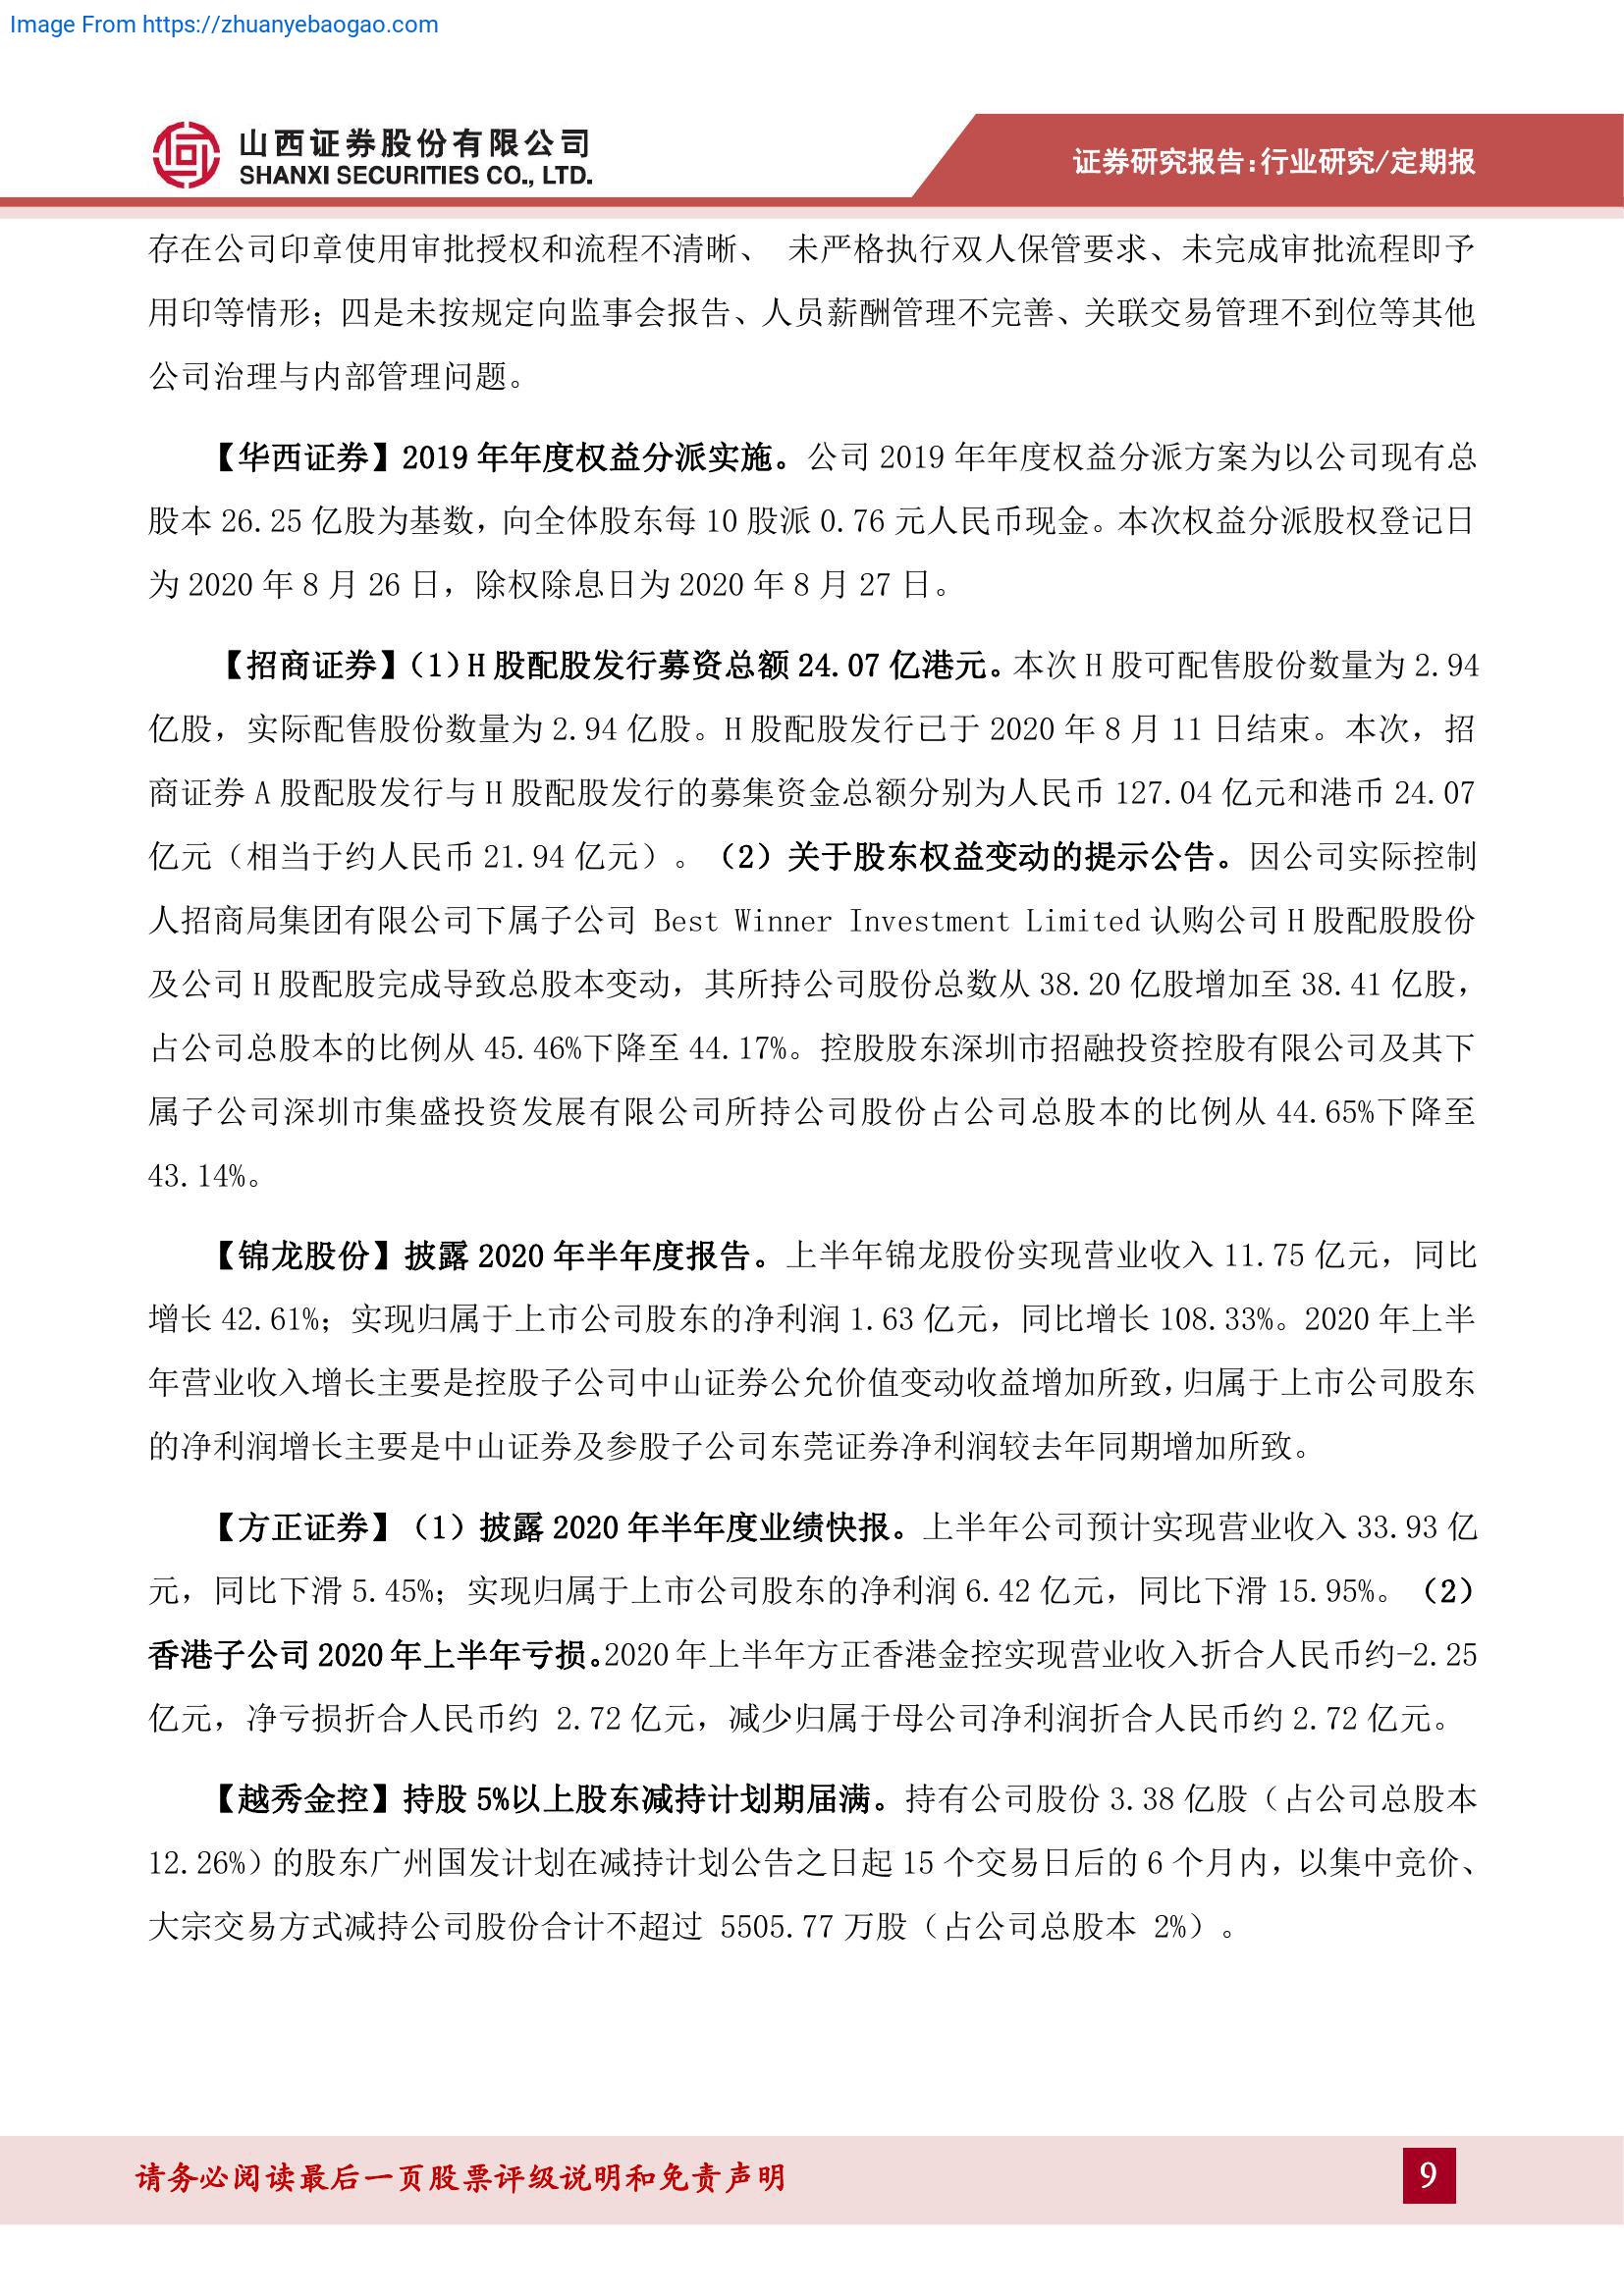 Image From https://zhuanyebaogao.com
山西证券股份有限公司
SHANXI SECURITIES CO., LTD.
证券研究报告:行业研究/定期报
存在公司印章使用审批授权和流程不清晰、 未严格执行双人保管要求、未完成审批流程即予
用印等情形；四是未按规定向监事会报告、人员薪酬管理不完善、关联交易管理不到位等其他
公司治理与内部管理问题。
【华西证券】2019 年年度权益分派实施。公司 2019 年年度权益分派方案为以公司现有总
股本 26.25 亿股为基数，向全体股东每 10 股派 0.76 元人民币现金。本次权益分派股权登记日
为 2020 年 8 月 26 日，除权除息日为 2020 年 8 月 27 日。
【招商证券】（1）H 股配股发行募资总额 24.07 亿港元。本次 H 股可配售股份数量为 2.94
亿股，实际配售股份数量为 2.94 亿股。H 股配股发行已于 2020 年 8 月 11 日结束。本次，招
商证券 A 股配股发行与 H 股配股发行的募集资金总额分别为人民币 127.04 亿元和港币 24.07
亿元（相当于约人民币 21.94 亿元）。（2）关于股东权益变动的提示公告。因公司实际控制
人招商局集团有限公司下属子公司 Best Winner Investment Limited 认购公司 H 股配股股份
及公司 H 股配股完成导致总股本变动，其所持公司股份总数从 38.20 亿股增加至 38.41 亿股，
占公司总股本的比例从 45.46%下降至 44.17%。控股股东深圳市招融投资控股有限公司及其下
属子公司深圳市集盛投资发展有限公司所持公司股份占公司总股本的比例从 44.65%下降至
43.14%。
【锦龙股份】披露 2020 年半年度报告。上半年锦龙股份实现营业收入 11.75 亿元，同比
增长 42.61%；实现归属于上市公司股东的净利润 1.63 亿元，同比增长 108.33%。2020 年上半
年营业收入增长主要是控股子公司中山证券公允价值变动收益增加所致，归属于上市公司股东
的净利润增长主要是中山证券及参股子公司东莞证券净利润较去年同期增加所致。
【方正证券】（1）披露 2020 年半年度业绩快报。上半年公司预计实现营业收入 33.93 亿
元，同比下滑 5.45%；实现归属于上市公司股东的净利润 6.42 亿元，同比下滑 15.95%。（2）
香港子公司 2020 年上半年亏损。2020 年上半年方正香港金控实现营业收入折合人民币约-2.25
亿元，净亏损折合人民币约 2.72 亿元，减少归属于母公司净利润折合人民币约 2.72 亿元。
【越秀金控】持股 5%以上股东减持计划期届满。持有公司股份 3.38 亿股（占公司总股本
12.26%）的股东广州国发计划在减持计划公告之日起 15 个交易日后的 6 个月内，以集中竞价、
大宗交易方式减持公司股份合计不超过 5505.77 万股（占公司总股本 2%）。
请务必阅读最后一页股票评级说明和免责声明
9